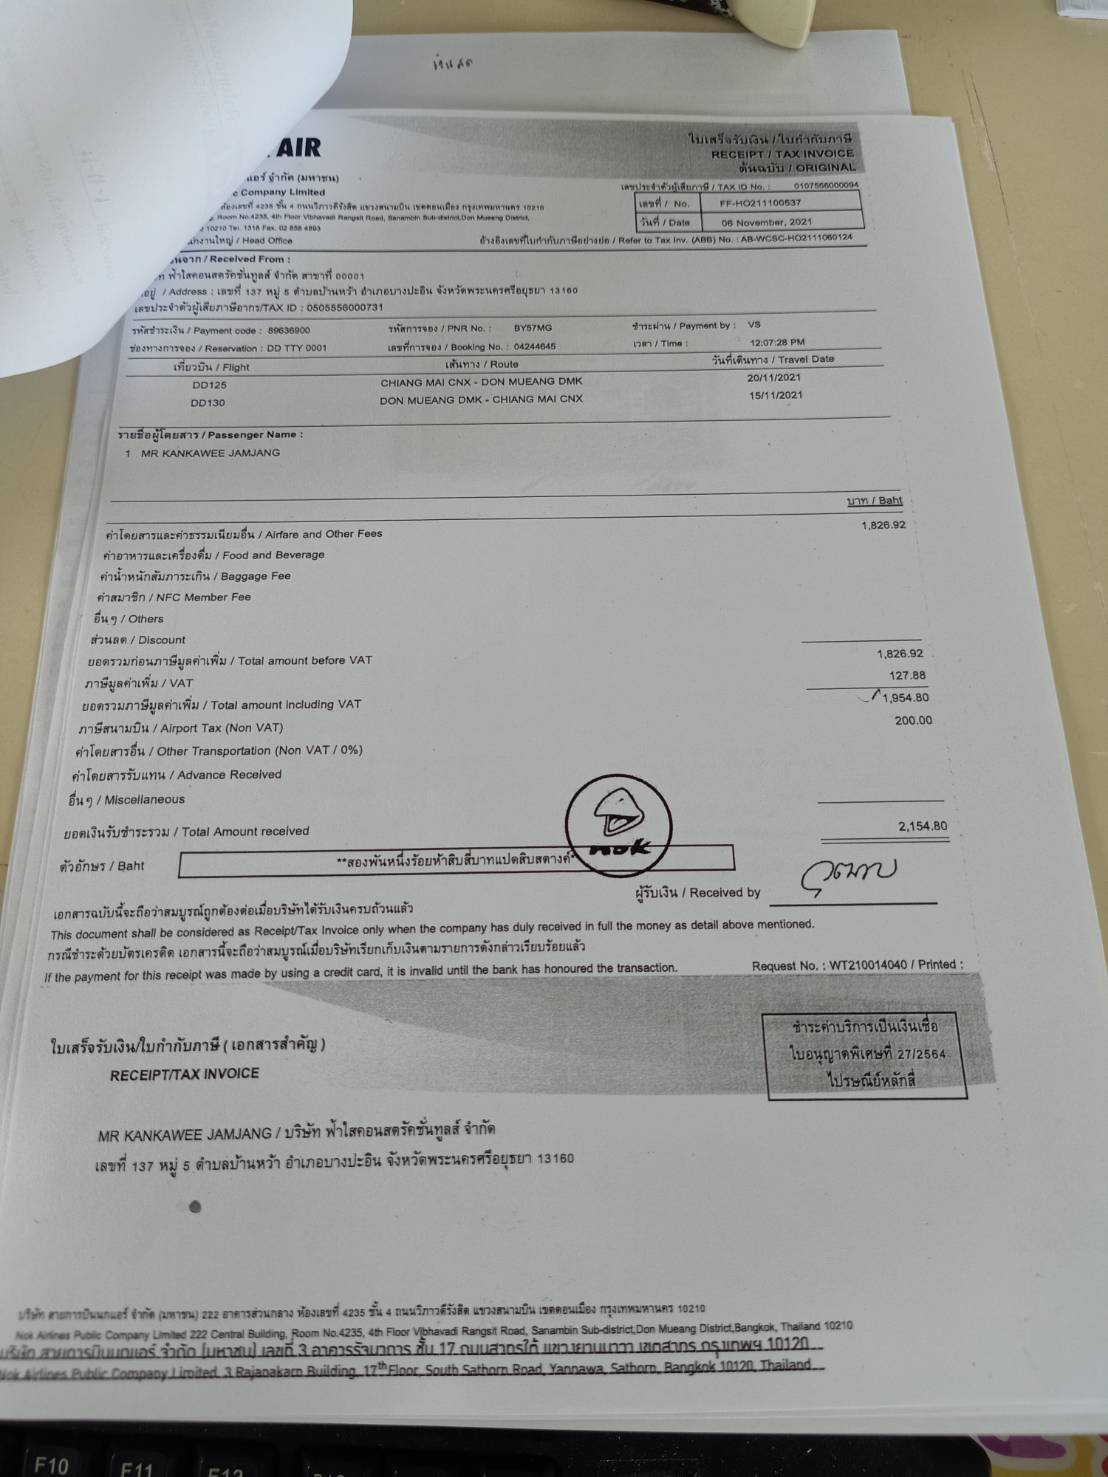 เงินสด
AIR
ใบเสร็จรับเงิน / ใบกำกับภาษี
RECEIPT / TAX INVOICE
ต้นฉบับ / ORIGINAL
จำกัด (มหาชน)
Company Limited
เลขประจำตัวผู้เสียภาษี / TAX ID No. : 0107556000094
4235 ชั้น 4 ถนนวิภาวดีรังสิต แขวงสนามบิน เขตดอนเมือง กรุงเทพมหานคร 10210
Room No.4235, 4th Floor Vibhavadi Rangsit Road, Sanambin Sub-district,Don Mueang District,
10210 Tel. 1318 Fax. 02 856 4903
เลขที่ / No. FF-HO211100537
วันที่ / Date 06 November, 2021
/ Head Office
อ้างอิงเลขที่ใบกำกับภาษีอย่างย่อ / Refer to Tax Inv. (ABB) No. : AB-WCSC-HO2111060124
/ Received From :
ฟ้าใสคอนสตรัคชั่นทูลส์ จำกัด สาขาที่ 00001
/ Address : เลขที่ 137 หมู่ 5 ตำบลบ้านหว้า อำเภอบางปะอิน จังหวัดพระนครศรีอยุธยา 13160
เลขประจำตัวผู้เสียภาษีอากร/TAX ID : 0505556000731
รหัสชำระเงิน / Payment code : 89636900 รหัสการจอง / PNR No. : BY57MG ชำระผ่าน / Payment by : VS
ช่องทางการจอง / Reservation : DD TTY 0001 เลขที่การจอง / Booking No. : 04244645 เวลา / Time : 12:07:28 PM
เที่ยวบิน / Flight เส้นทาง / Route วันที่เดินทาง / Travel Date
DD125 CHIANG MAI CNX - DON MUEANG DMK 20/11/2021
DD130 DON MUEANG DMK - CHIANG MAI CNX 15/11/2021
รายชื่อผู้โดยสาร / Passenger Name :
1 MR KANKAWEE JAMJANG
บาท / Baht
ค่าโดยสารและค่าธรรมเนียมอื่น / Airfare and Other Fees 1,826.92
ค่าอาหารและเครื่องดื่ม / Food and Beverage
ค่าน้ำหนักสัมภาระเกิน / Baggage Fee
ค่าสมาชิก / NFC Member Fee
อื่นๆ / Others
ส่วนลด / Discount
ยอดรวมก่อนภาษีมูลค่าเพิ่ม / Total amount before VAT 1,826.92
ภาษีมูลค่าเพิ่ม / VAT 127.88
ยอดรวมภาษีมูลค่าเพิ่ม / Total amount including VAT 1,954.80
ภาษีสนามบิน / Airport Tax (Non VAT) 200.00
ค่าโดยสารอื่น / Other Transportation (Non VAT / 0%)
ค่าโดยสารรับแทน / Advance Received
อื่นๆ / Miscellaneous
ยอดเงินรับชำระรวม / Total Amount received 2,154.80
nok
ตัวอักษร / Baht **สองพันหนึ่งร้อยห้าสิบสี่บาทแปดสิบสตางค์*
ผู้รับเงิน / Received by
เอกสารฉบับนี้จะถือว่าสมบูรณ์ถูกต้องต่อเมื่อบริษัทได้รับเงินครบถ้วนแล้ว
This document shall be considered as Receipt/Tax Invoice only when the company has duly received in full the money as detail above mentioned.
กรณีชำระด้วยบัตรเครดิต เอกสารนี้จะถือว่าสมบูรณ์เมื่อบริษัทเรียกเก็บเงินตามรายการดังกล่าวเรียบร้อยแล้ว
If the payment for this receipt was made by using a credit card, it is invalid until the bank has honoured the transaction.
Request No. : WT210014040 / Printed :
ใบเสร็จรับเงิน/ใบกำกับภาษี ( เอกสารสำคัญ )
RECEIPT/TAX INVOICE
ชำระค่าบริการเป็นเงินเชื่อ
ใบอนุญาตพิเศษที่ 27/2564
ไปรษณีย์หลักสี่
MR KANKAWEE JAMJANG / บริษัท ฟ้าใสคอนสตรัคชั่นทูลส์ จำกัด
เลขที่ 137 หมู่ 5 ตำบลบ้านหว้า อำเภอบางปะอิน จังหวัดพระนครศรีอยุธยา 13160
บริษัท สายการบินนกแอร์ จำกัด (มหาชน) 222 อาคารส่วนกลาง ห้องเลขที่ 4235 ชั้น 4 ถนนวิภาวดีรังสิต แขวงสนามบิน เขตดอนเมือง กรุงเทพมหานคร 10210
Nok Airlines Public Company Limited 222 Central Building, Room No.4235, 4th Floor Vibhavadi Rangsit Road, Sanambin Sub-district,Don Mueang District,Bangkok, Thailand 10210
บริษัท สายการบินนกแอร์ จำกัด (มหาชน) เลขที่ 3 อาคารรัจนาการ ชั้น 17 ถนนสาทรใต้ แขวงยานนาวา เขตสาทร กรุงเทพฯ 10120
Nok Airlines Public Company Limited. 3 Rajanakarn Building, 17th Floor, South Sathorn Road, Yannawa, Sathorn, Bangkok 10120, Thailand
F10
F11
F12